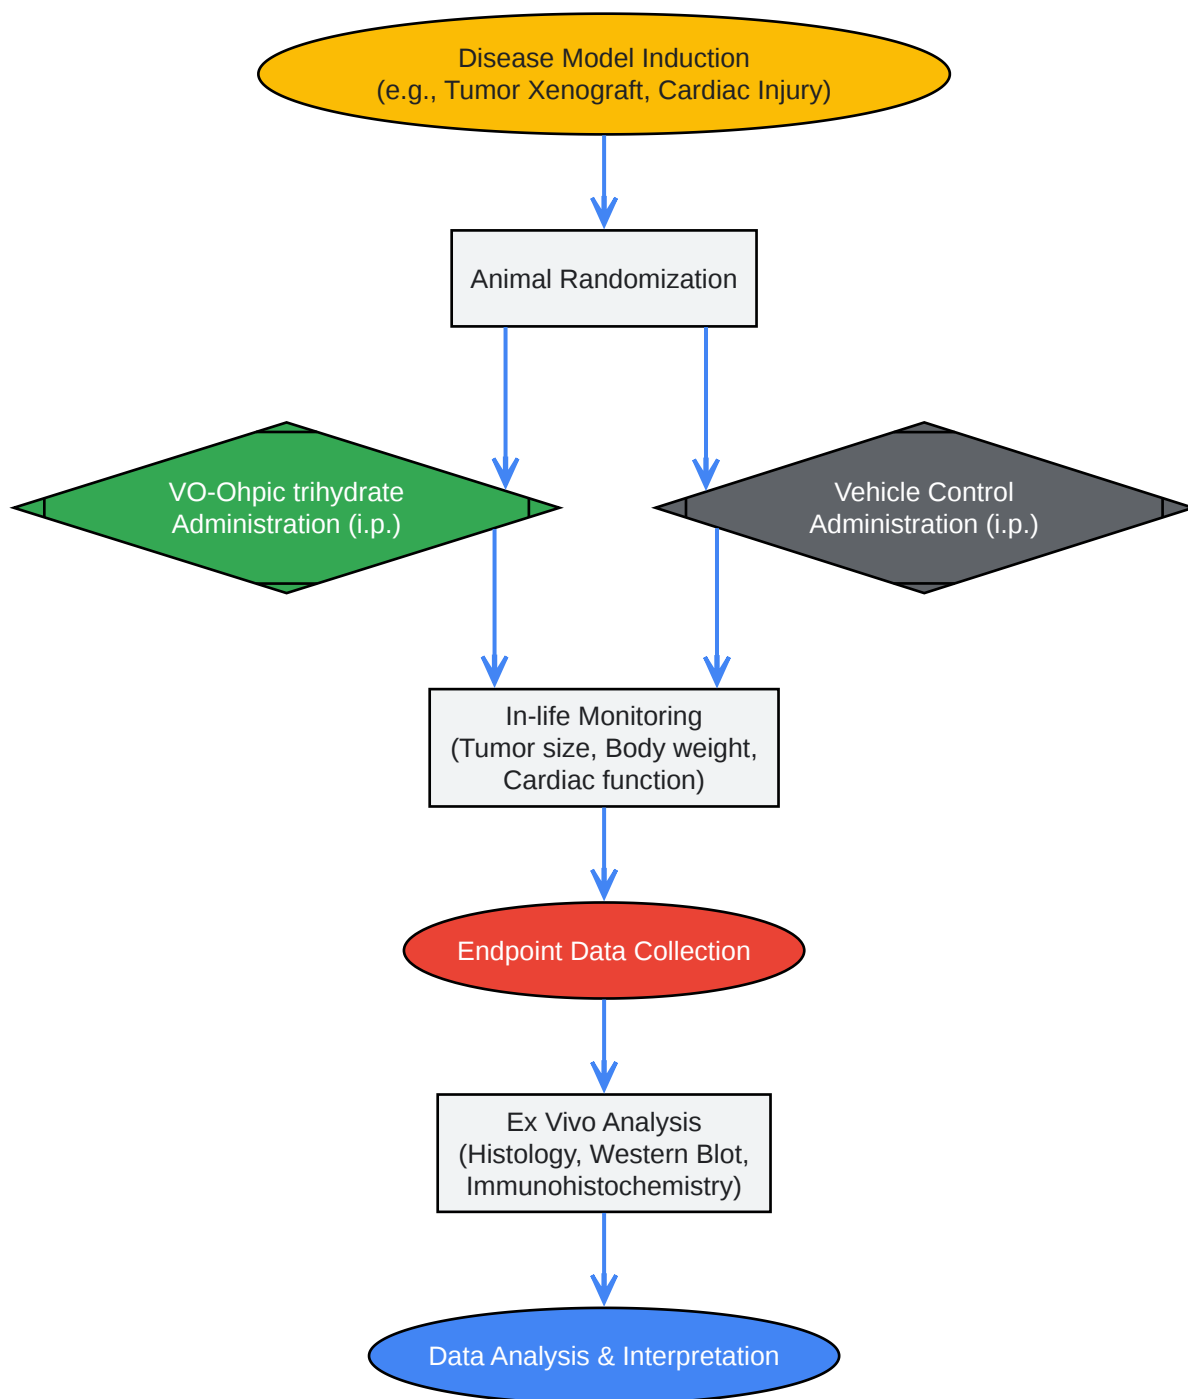 Disease Model Induction
(e.g., Tumor Xenograft, Cardiac Injury)
Animal Randomization
VO-Ohpic trihydrate
Administration (i.p.)
Vehicle Control
Administration (i.p.)
In-life Monitoring
(Tumor size, Body weight,
Cardiac function)
Endpoint Data Collection
Ex Vivo Analysis
(Histology, Western Blot,
Immunohistochemistry)
Data Analysis & Interpretation